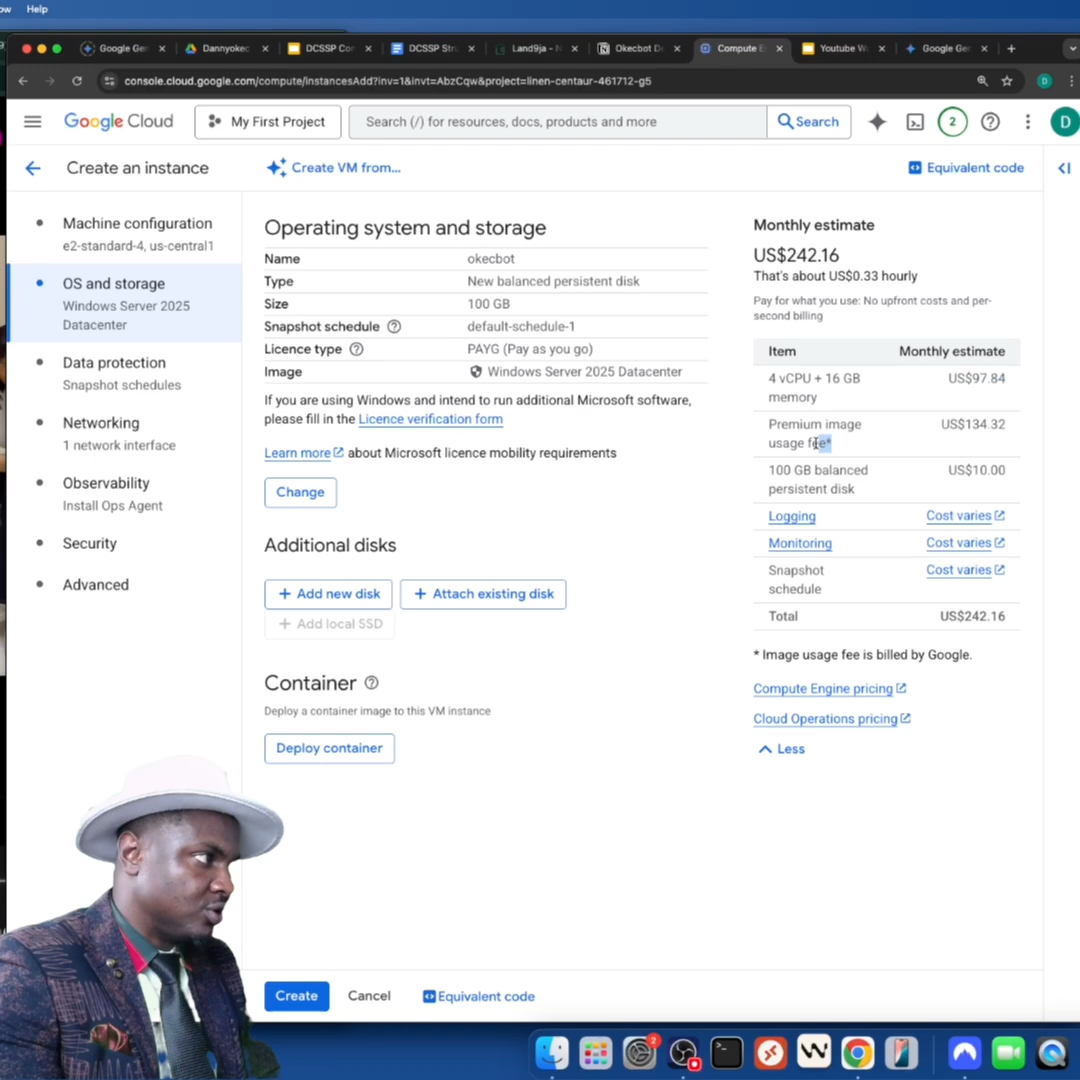 ow Help
Google Ger
Dannyokec
DCSSP Cor
DCSSP Stru
Land9ja - N
Okecbot De
Compute E
Youtube W
Google Ger
console.cloud.google.com/compute/instancesAdd?inv=1&invt=AbzCqw&project=linen-centaur-461712-g5
D
Google Cloud
My First Project
Search (/) for resources, docs, products and more
Search
2
D
Create an instance
Create VM from...
Equivalent code
Machine configuration
e2-standard-4, us-central1
OS and storage
Windows Server 2025
Datacenter
Data protection
Snapshot schedules
Networking
1 network interface
Observability
Install Ops Agent
Security
Advanced
Operating system and storage
Name okecbot
Type New balanced persistent disk
Size 100 GB
Snapshot schedule default-schedule-1
Licence type PAYG (Pay as you go)
Image Windows Server 2025 Datacenter
If you are using Windows and intend to run additional Microsoft software,
please fill in the Licence verification form
Learn more about Microsoft licence mobility requirements
Change
Additional disks
+ Add new disk
+ Attach existing disk
+ Add local SSD
Container
Deploy a container image to this VM instance
Deploy container
Monthly estimate
US$242.16
That's about US$0.33 hourly
Pay for what you use: No upfront costs and per-
second billing
Item Monthly estimate
4 vCPU + 16 GB US$97.84
memory
Premium image US$134.32
usage fee*
100 GB balanced US$10.00
persistent disk
Logging Cost varies
Monitoring Cost varies
Snapshot Cost varies
schedule
Total US$242.16
* Image usage fee is billed by Google.
Compute Engine pricing
Cloud Operations pricing
Less
Create
Cancel
Equivalent code
2